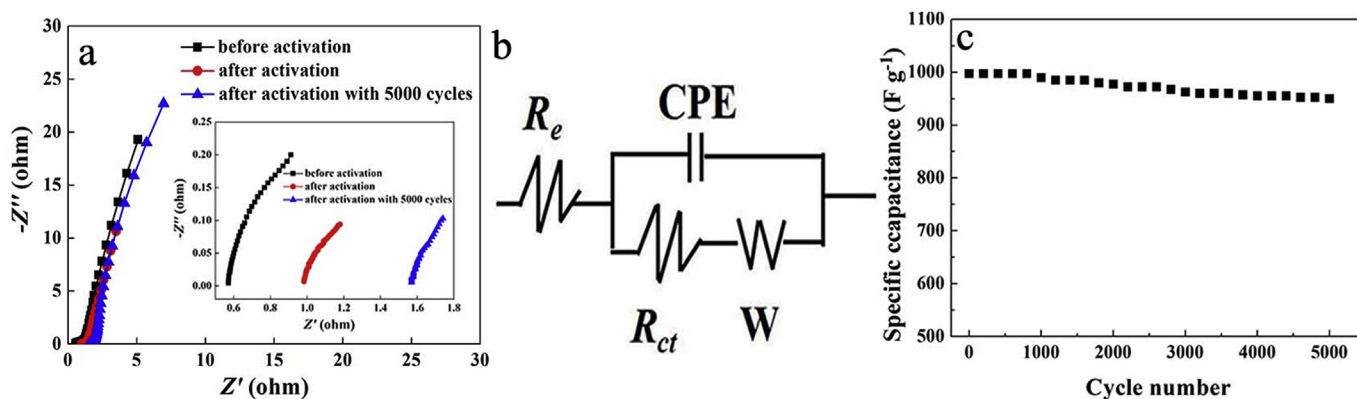 a
before activation
after activation
after activation with 5000 cycles
30
25
20
15
10
5
0
-Z'' (ohm)
0 5 10 15 20 25 30
Z' (ohm)
before activation
after activation
after activation with 5000 cycles
0.25
0.20
0.15
0.10
0.05
0.00
-Z'' (ohm)
0.6 0.8 1.0 1.2 1.4 1.6 1.8
Z' (ohm)
b
Re
CPE
Rct
W
c
1100
1000
900
800
700
600
500
Specific ccapacitance (F g-1)
0 1000 2000 3000 4000 5000
Cycle number